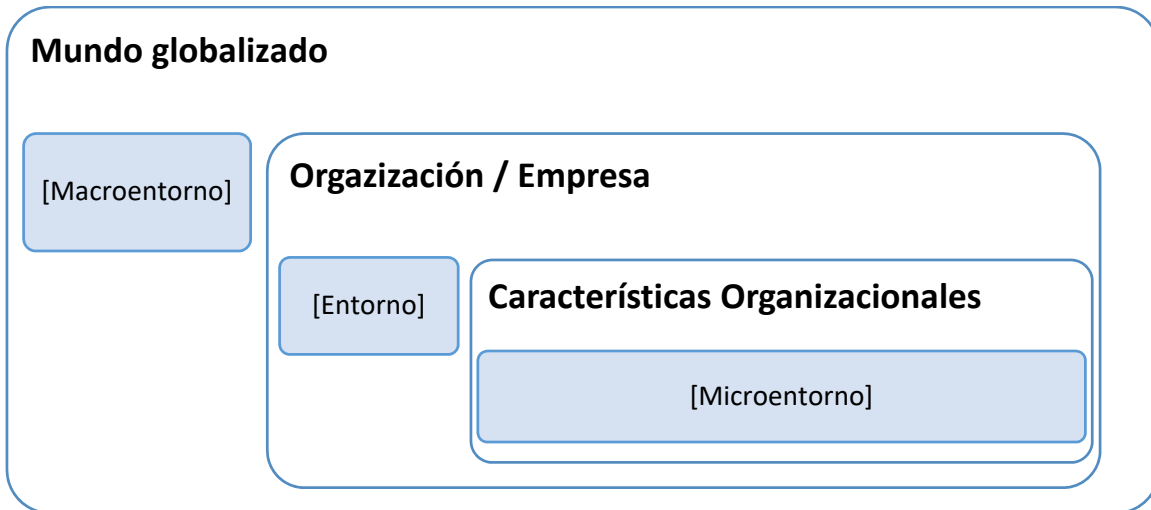 Mundo globalizado
[Macroentorno]
Orgazización / Empresa
[Entorno]
Características Organizacionales
[Microentorno]